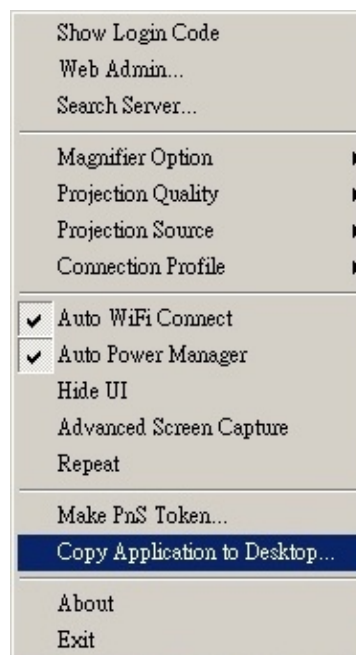 Show Login Code
Web Admin...
Search Server...
Magnifier Option
Projection Quality
Projection Source
Connection Profile
Auto WiFi Connect
Auto Power Manager
Hide UI
Advanced Screen Capture
Repeat
Make PnS Token...
Copy Application to Desktop...
About
Exit